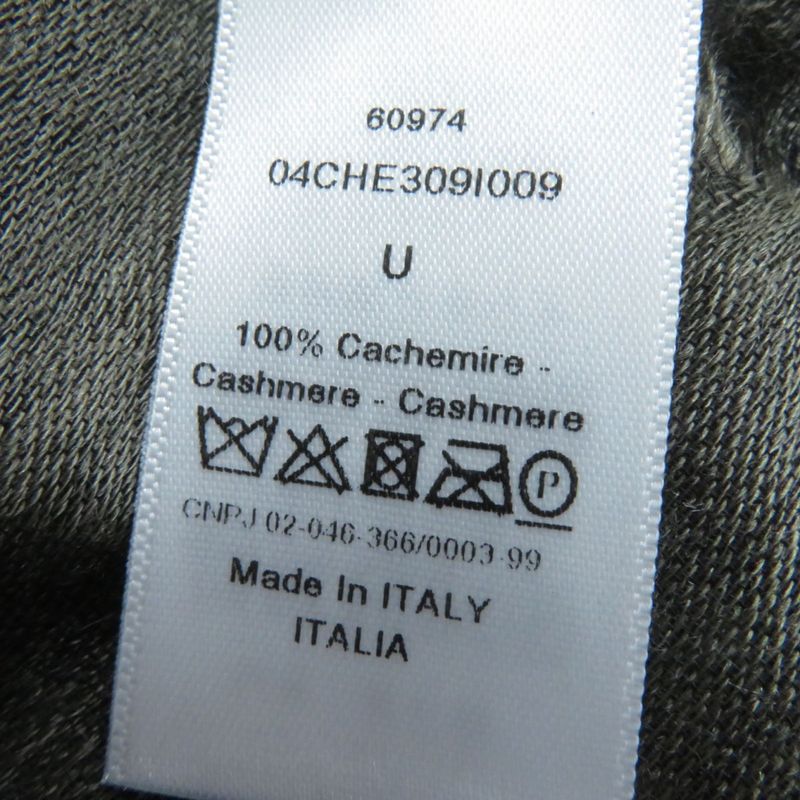 60974
04CHE309I009
U
100% Cachemire -
Cashmere - Cashmere
P
CNPJ 02-046-366/0003-99
Made In ITALY
ITALIA